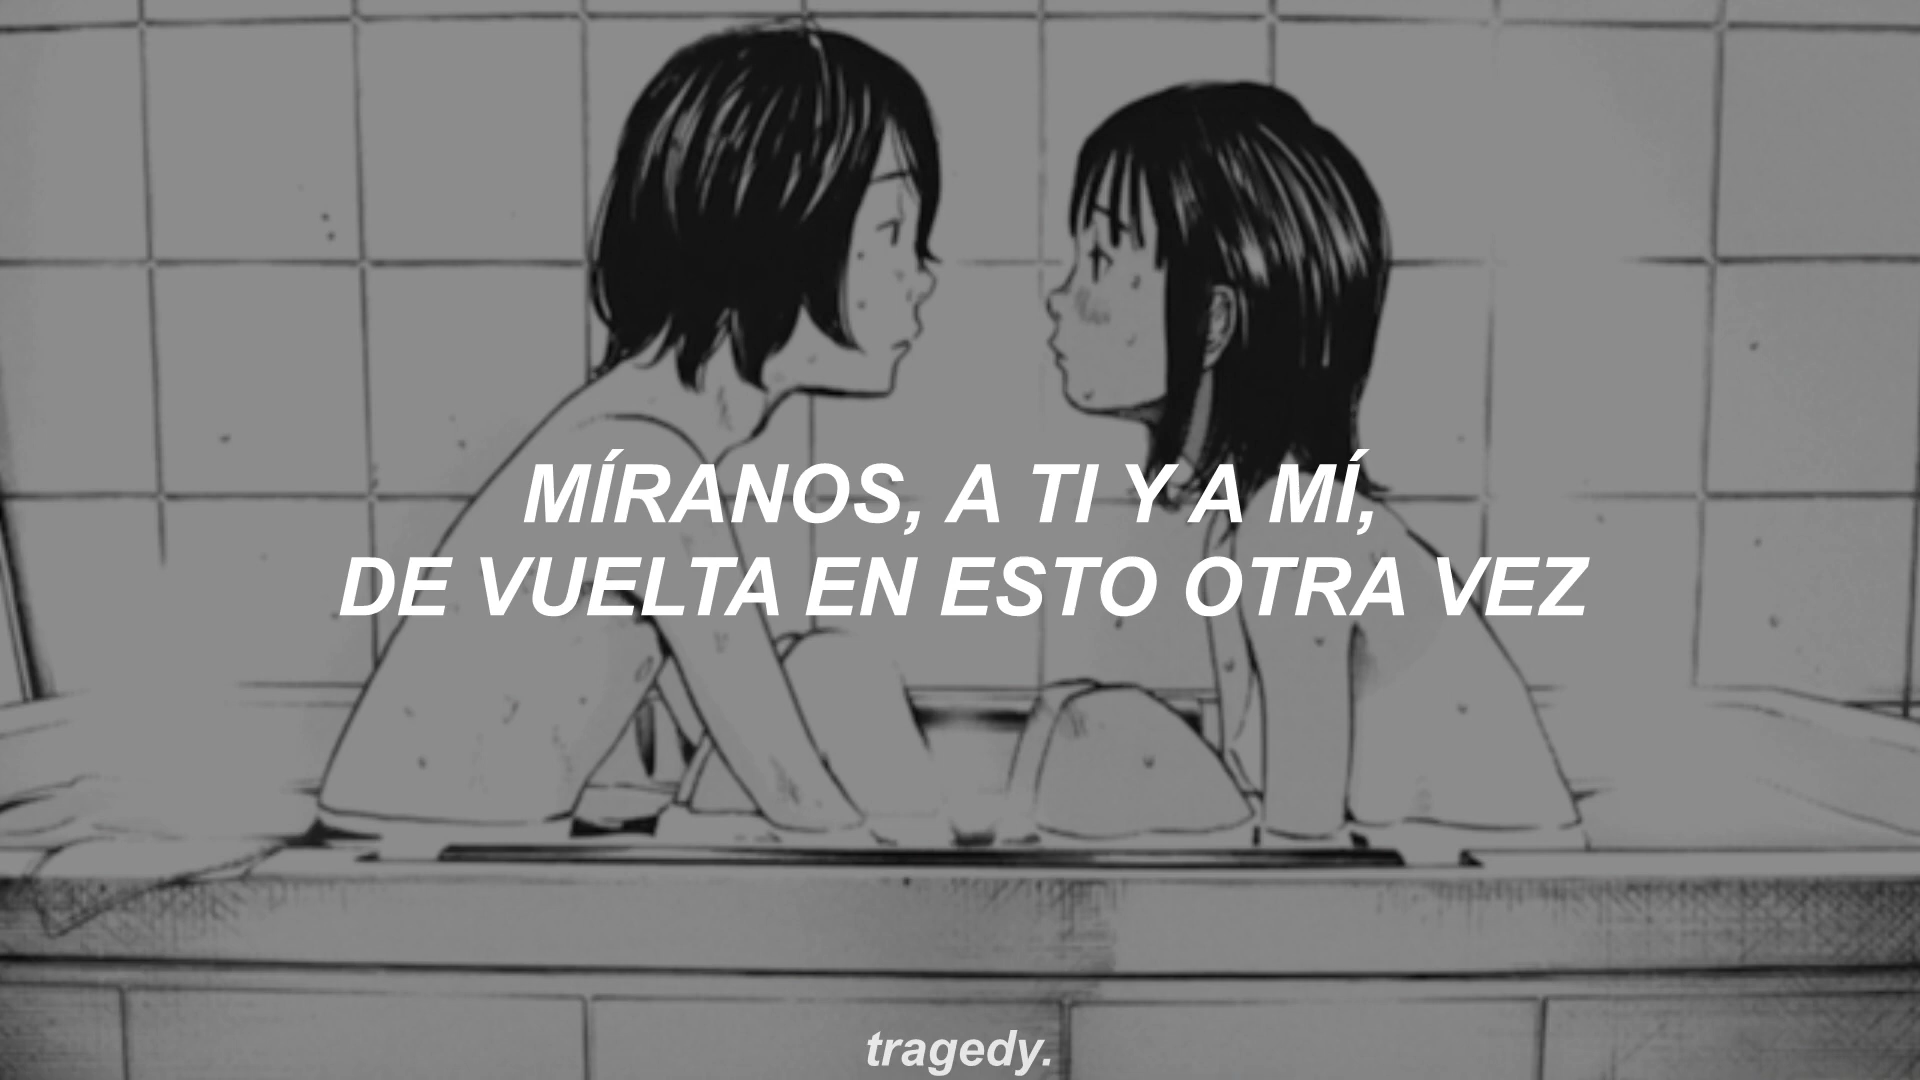 MÍRANOS, A TI Y A MÍ,
DE VUELTA EN ESTO OTRA VEZ
tragedy.